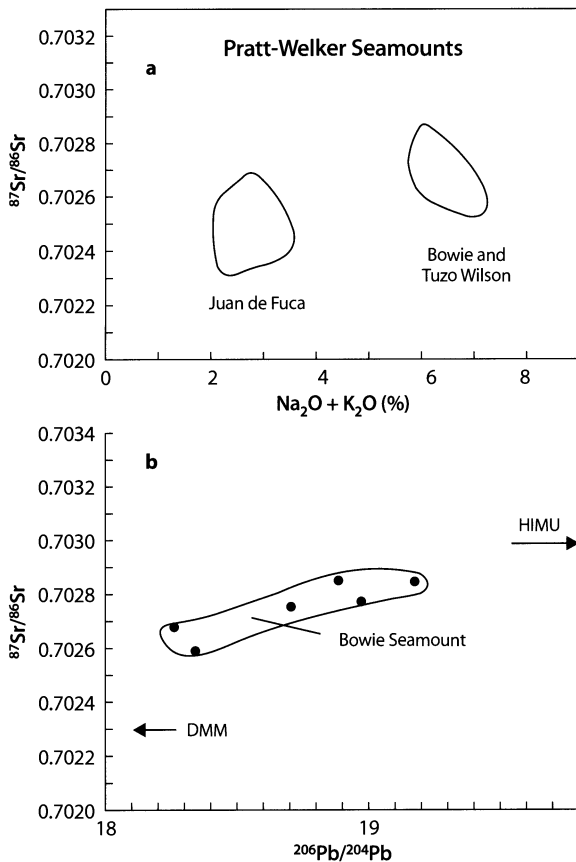 Pratt-Welker Seamounts
a
0.7032
0.7030
0.7028
0.7026
0.7024
0.7022
0.7020
⁸⁷Sr/⁸⁶Sr
Juan de Fuca
Bowie and
Tuzo Wilson
0
2
4
6
8
Na₂O + K₂O (%)
b
0.7034
0.7032
0.7030
0.7028
0.7026
0.7024
0.7022
0.7020
⁸⁷Sr/⁸⁶Sr
HIMU
Bowie Seamount
DMM
18
19
²⁰⁶Pb/²⁰⁴Pb